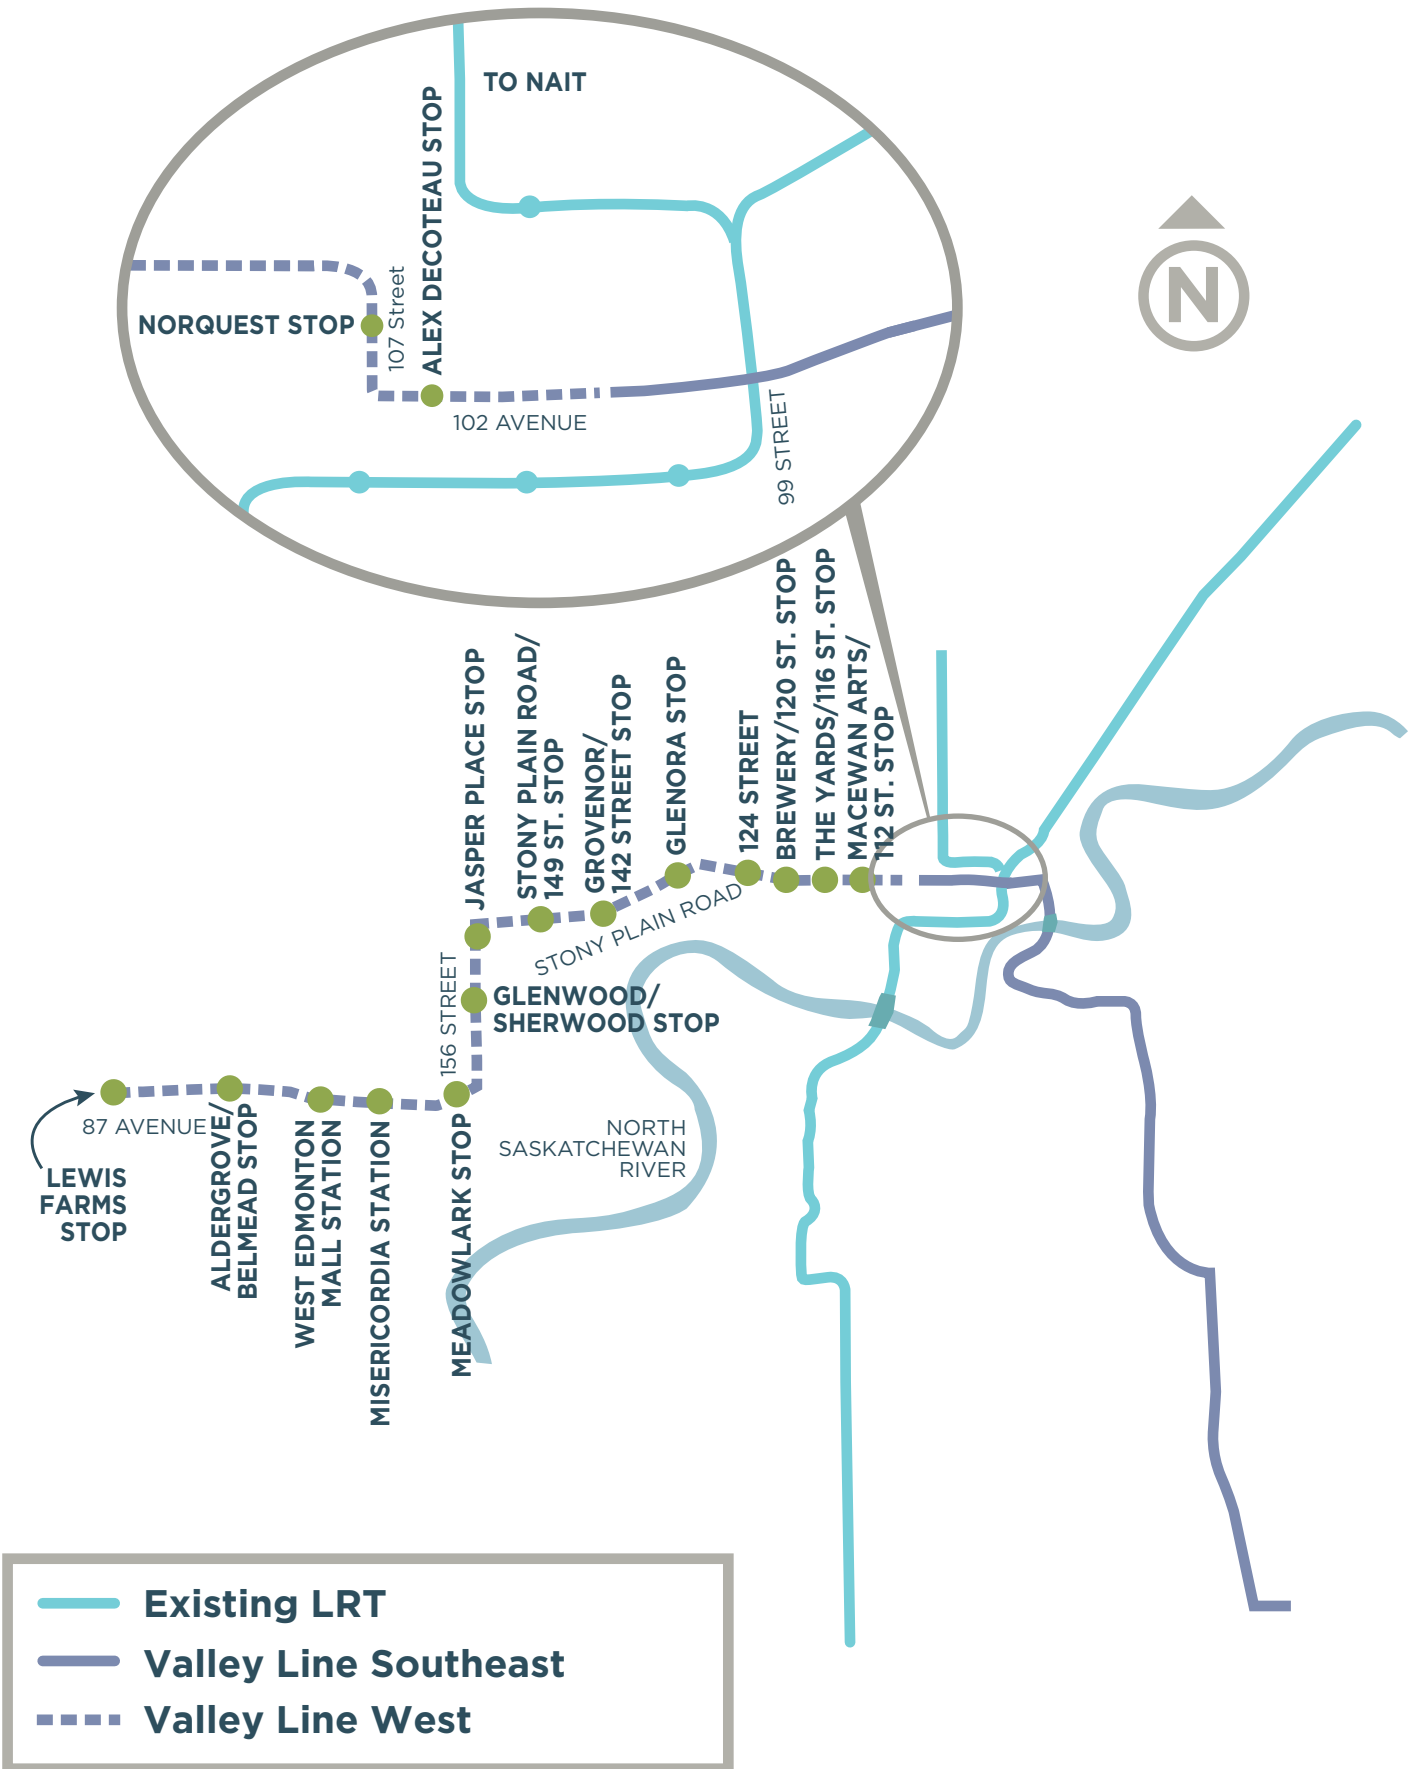 TO NAIT
ALEX DECOTEAU STOP
107 Street
NORQUEST STOP
102 AVENUE
99 STREET
N
JASPER PLACE STOP
STONY PLAIN ROAD/
149 ST. STOP
GROVENOR/
142 STREET STOP
GLENORA STOP
124 STREET
BREWERY/120 ST. STOP
THE YARDS/116 ST. STOP
MACEWAN ARTS/
112 ST. STOP
STONY PLAIN ROAD
156 STREET
GLENWOOD/
SHERWOOD STOP
87 AVENUE
LEWIS
FARMS
STOP
ALDERGROVE/
BELMEAD STOP
WEST EDMONTON
MALL STATION
MISERICORDIA STATION
MEADOWLARK STOP
NORTH
SASKATCHEWAN
RIVER
Existing LRT
Valley Line Southeast
Valley Line West